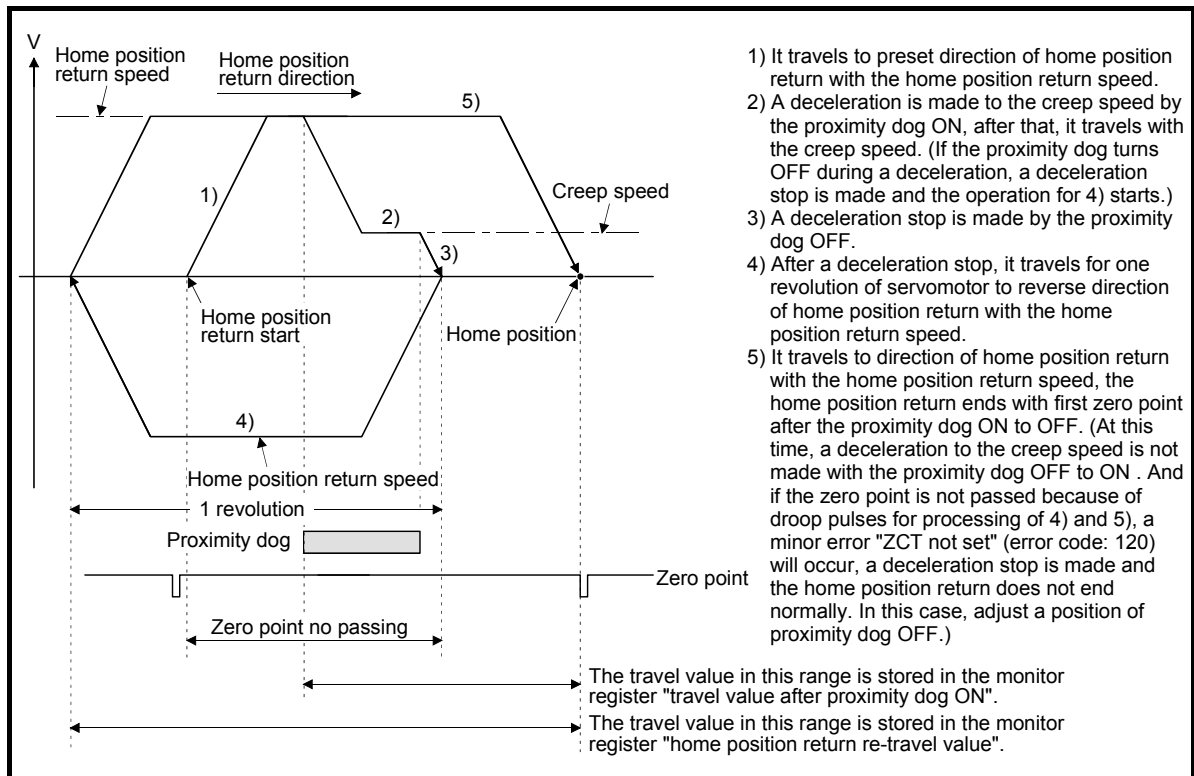 V
Home position
return speed
Home position
return direction
5)
1)
Creep speed
2)
3)
Home position
return start
Home position
4)
Home position return speed
1 revolution
Proximity dog
Zero point
Zero point no passing
The travel value in this range is stored in the monitor
register "travel value after proximity dog ON".
The travel value in this range is stored in the monitor
register "home position return re-travel value".
1) It travels to preset direction of home position
return with the home position return speed.
2) A deceleration is made to the creep speed by
the proximity dog ON, after that, it travels with
the creep speed. (If the proximity dog turns
OFF during a deceleration, a deceleration
stop is made and the operation for 4) starts.)
3) A deceleration stop is made by the proximity
dog OFF.
4) After a deceleration stop, it travels for one
revolution of servomotor to reverse direction
of home position return with the home
position return speed.
5) It travels to direction of home position return
with the home position return speed, the
home position return ends with first zero point
after the proximity dog ON to OFF. (At this
time, a deceleration to the creep speed is not
made with the proximity dog OFF to ON . And
if the zero point is not passed because of
droop pulses for processing of 4) and 5), a
minor error "ZCT not set" (error code: 120)
will occur, a deceleration stop is made and
the home position return does not end
normally. In this case, adjust a position of
proximity dog OFF.)